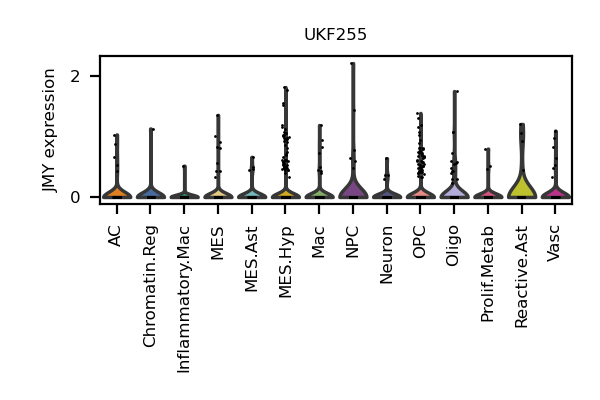 UKF255
JMY expression
2
0
AC
Chromatin.Reg
Inflammatory.Mac
MES
MES.Ast
MES.Hyp
Mac
NPC
Neuron
OPC
Oligo
Prolif.Metab
Reactive.Ast
Vasc